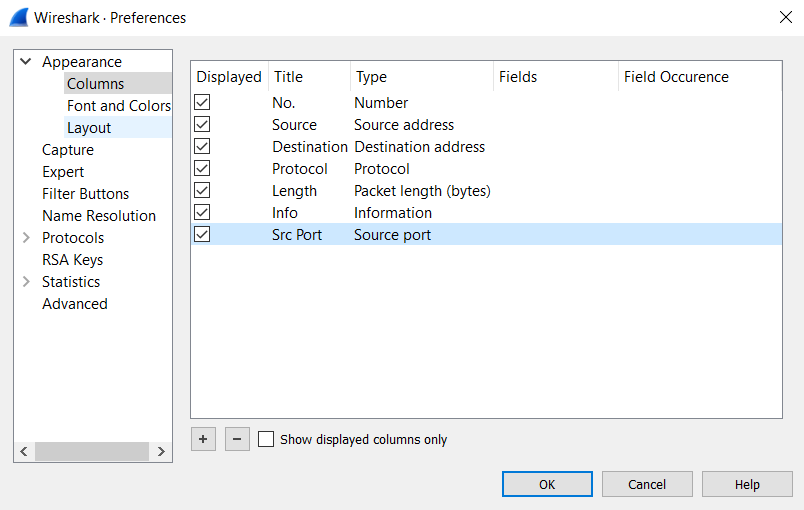 Wireshark · Preferences
Appearance
Columns
Font and Colors
Layout
Capture
Expert
Filter Buttons
Name Resolution
Protocols
RSA Keys
Statistics
Advanced
Displayed Title Type Fields Field Occurence
No. Number
Source Source address
Destination Destination address
Protocol Protocol
Length Packet length (bytes)
Info Information
Src Port Source port
+ − Show displayed columns only
OK Cancel Help